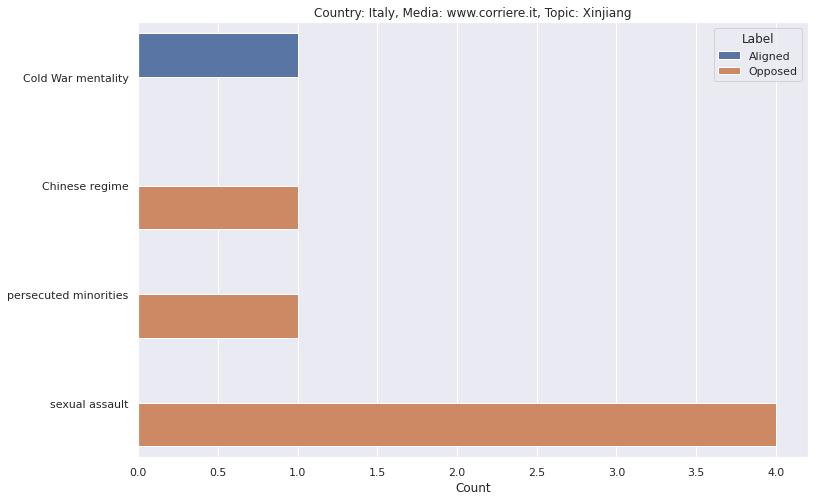 Country: Italy, Media: www.corriere.it, Topic: Xinjiang
Label
Aligned
Opposed
Cold War mentality
Chinese regime
persecuted minorities
sexual assault
0.0 0.5 1.0 1.5 2.0 2.5 3.0 3.5 4.0
Count